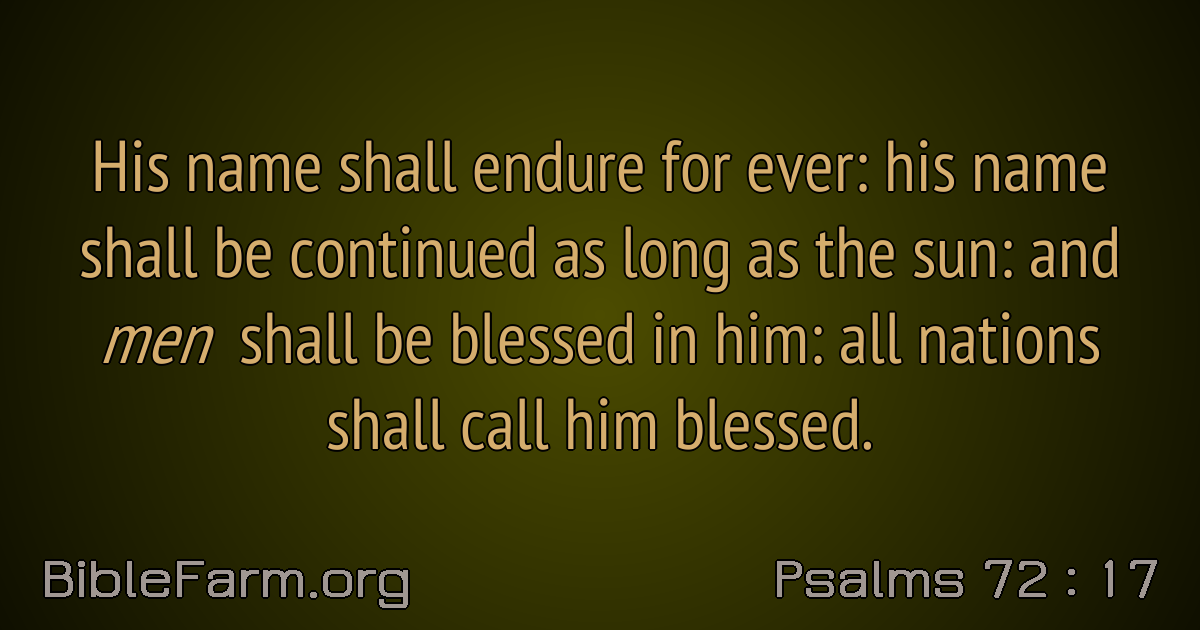 His name shall endure for ever: his name
shall be continued as long as the sun: and
men shall be blessed in him: all nations
shall call him blessed.
BibleFarm.org
Psalms 72 : 17